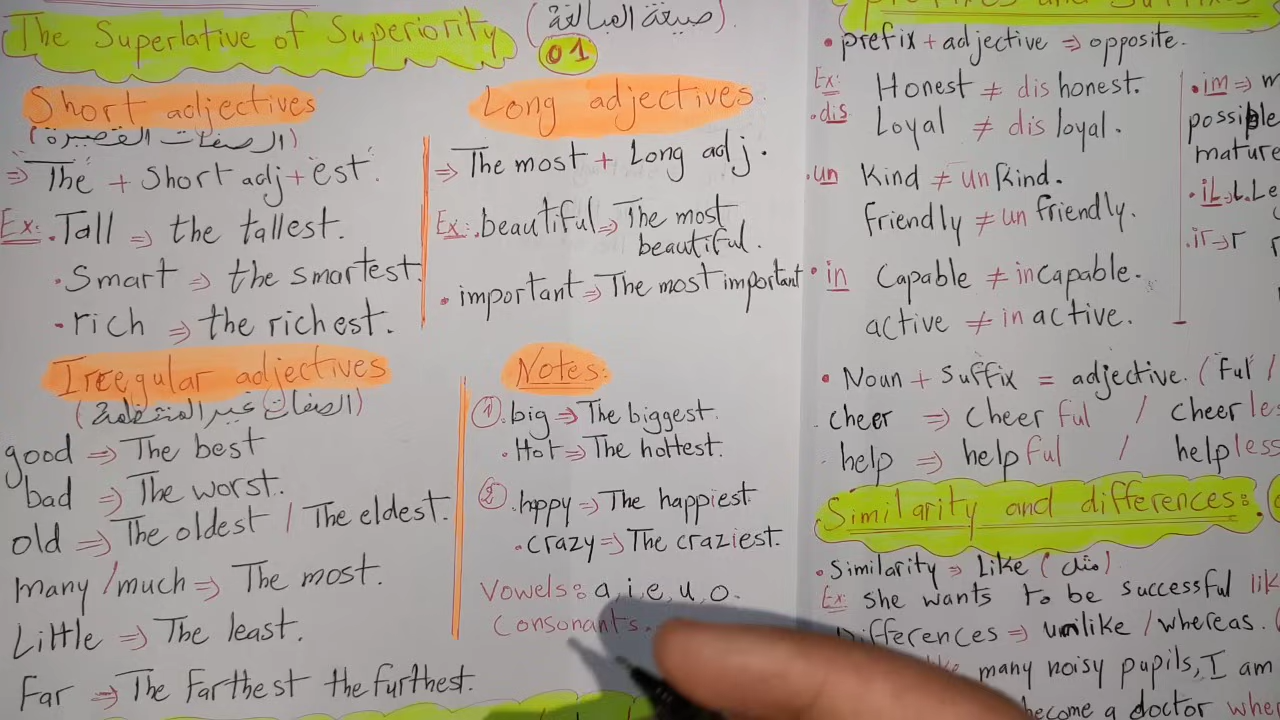 The Superlative of Superiority
(صيغة المبالغة)
01
Short adjectives
(الصفات القصيرة)
⇒ The + Short adj + est.
Ex: . Tall ⇒ the tallest.
. Smart ⇒ the smartest.
. rich ⇒ the richest.
Long adjectives
⇒ The most + Long adj.
Ex: . beautiful ⇒ The most
beautiful.
. important ⇒ The most important
Irregular adjectives
(الصفات غير المنتظمة)
good ⇒ The best
bad ⇒ The worst.
old ⇒ The oldest / The eldest.
many / much ⇒ The most.
Little ⇒ The least.
Far ⇒ The farthest the furthest.
Notes:
① . big ⇒ The biggest.
. Hot ⇒ The hottest.
② . happy ⇒ The happiest.
. crazy ⇒ The craziest.
Vowels: a, i, e, u, o.
Consonants.
. prefix + adjective ⇒ opposite.
Ex: Honest ≠ dishonest.
. dis Loyal ≠ disloyal.
. un Kind ≠ unkind.
friendly ≠ unfriendly.
. in Capable ≠ incapable.
active ≠ inactive.
. im ⇒ m
possible
mature
. iL
. ir ⇒ r
. Noun + Suffix = adjective. (ful /
cheer ⇒ cheerful / cheerle
. help ⇒ helpful / helpless
Similarity and differences:
. Similarity ⇒ Like (مثل)
Ex: She wants to be successful lik
Differences ⇒ unlike / whereas.
many noisy pupils, I am
become a doctor wher